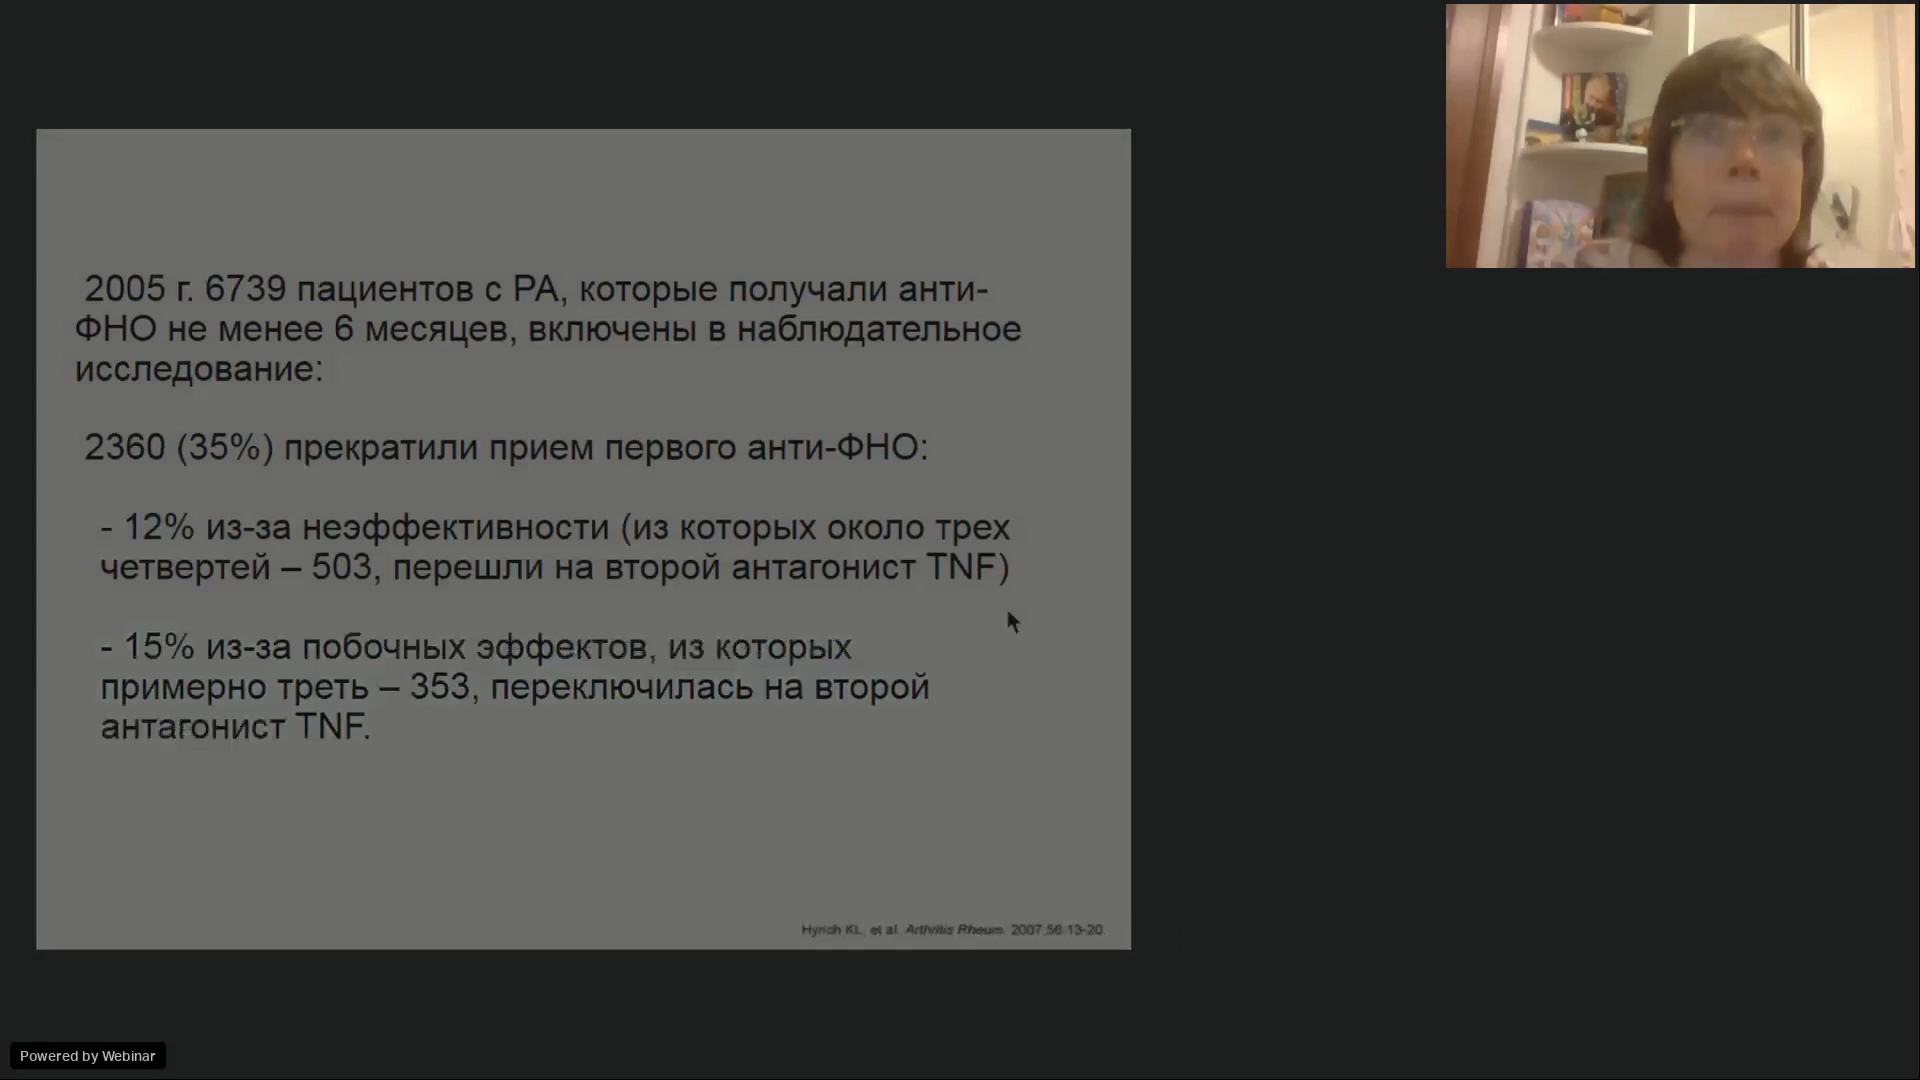 2005 г. 6739 пациентов с РА, которые получали анти-
ФНО не менее 6 месяцев, включены в наблюдательное
исследование:
2360 (35%) прекратили прием первого анти-ФНО:
- 12% из-за неэффективности (из которых около трех
четвертей – 503, перешли на второй антагонист TNF)
- 15% из-за побочных эффектов, из которых
примерно треть – 353, переключилась на второй
антагонист TNF.
Hyrich KL, et al. Arthritis Rheum. 2007;56:13-20.
Powered by Webinar